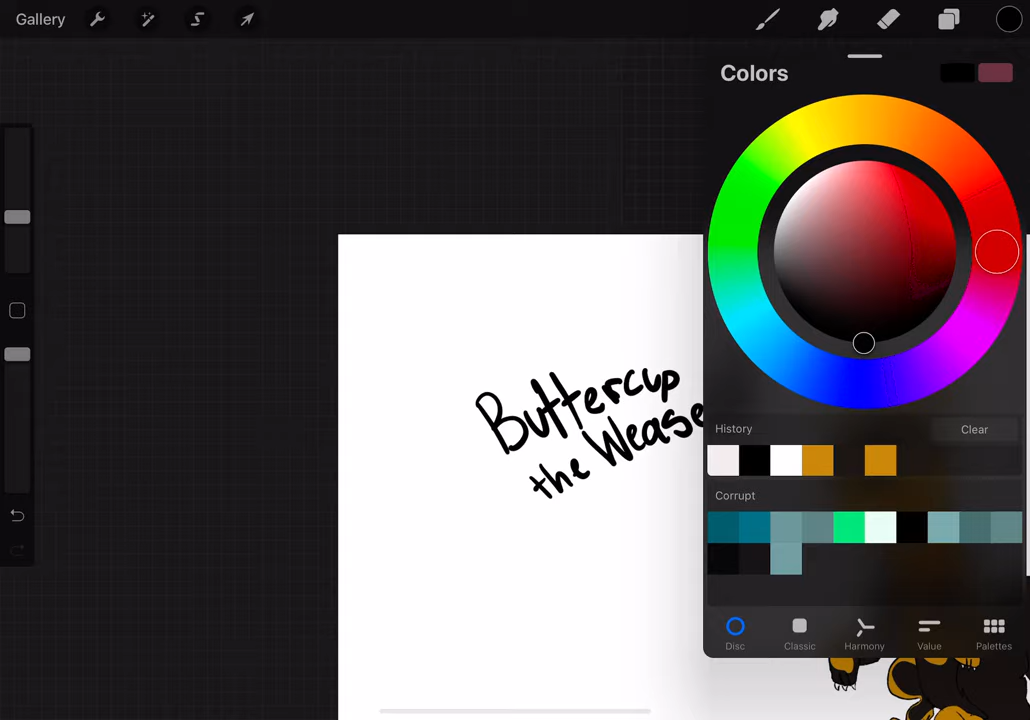 Gallery
Colors
Buttercup
the Wease
History
Clear
Corrupt
Disc
Classic
Harmony
Value
Palettes